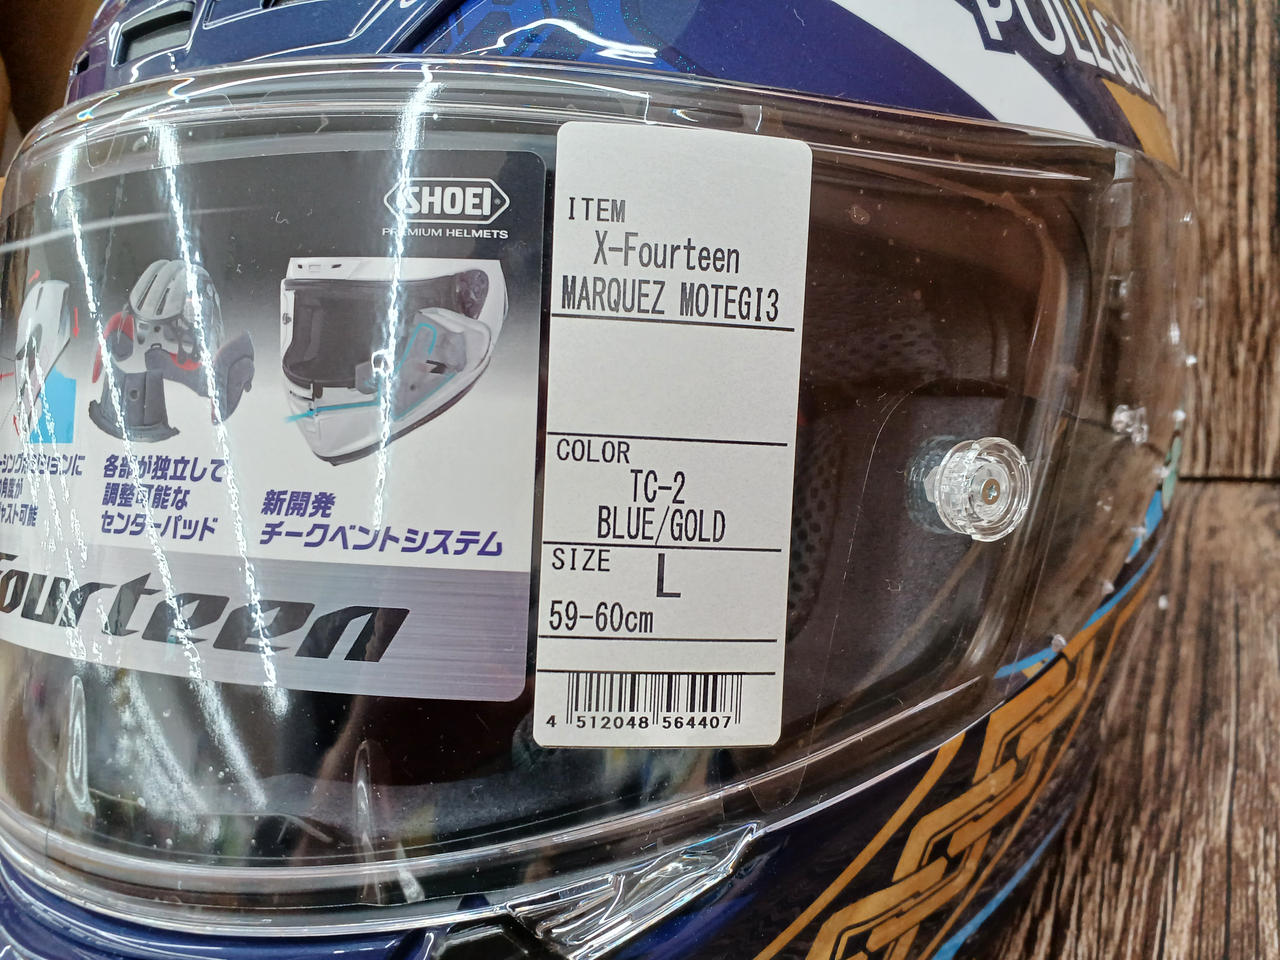 PULL&B
SHOEI
PREMIUM HELMETS
各部が独立して
調整可能な
センターパッド
新開発
チークベントシステム
ourteen
ITEM
X-Fourteen
MARQUEZ MOTEGI3
COLOR
TC-2
BLUE/GOLD
SIZE L
59-60cm
4 512048 564407